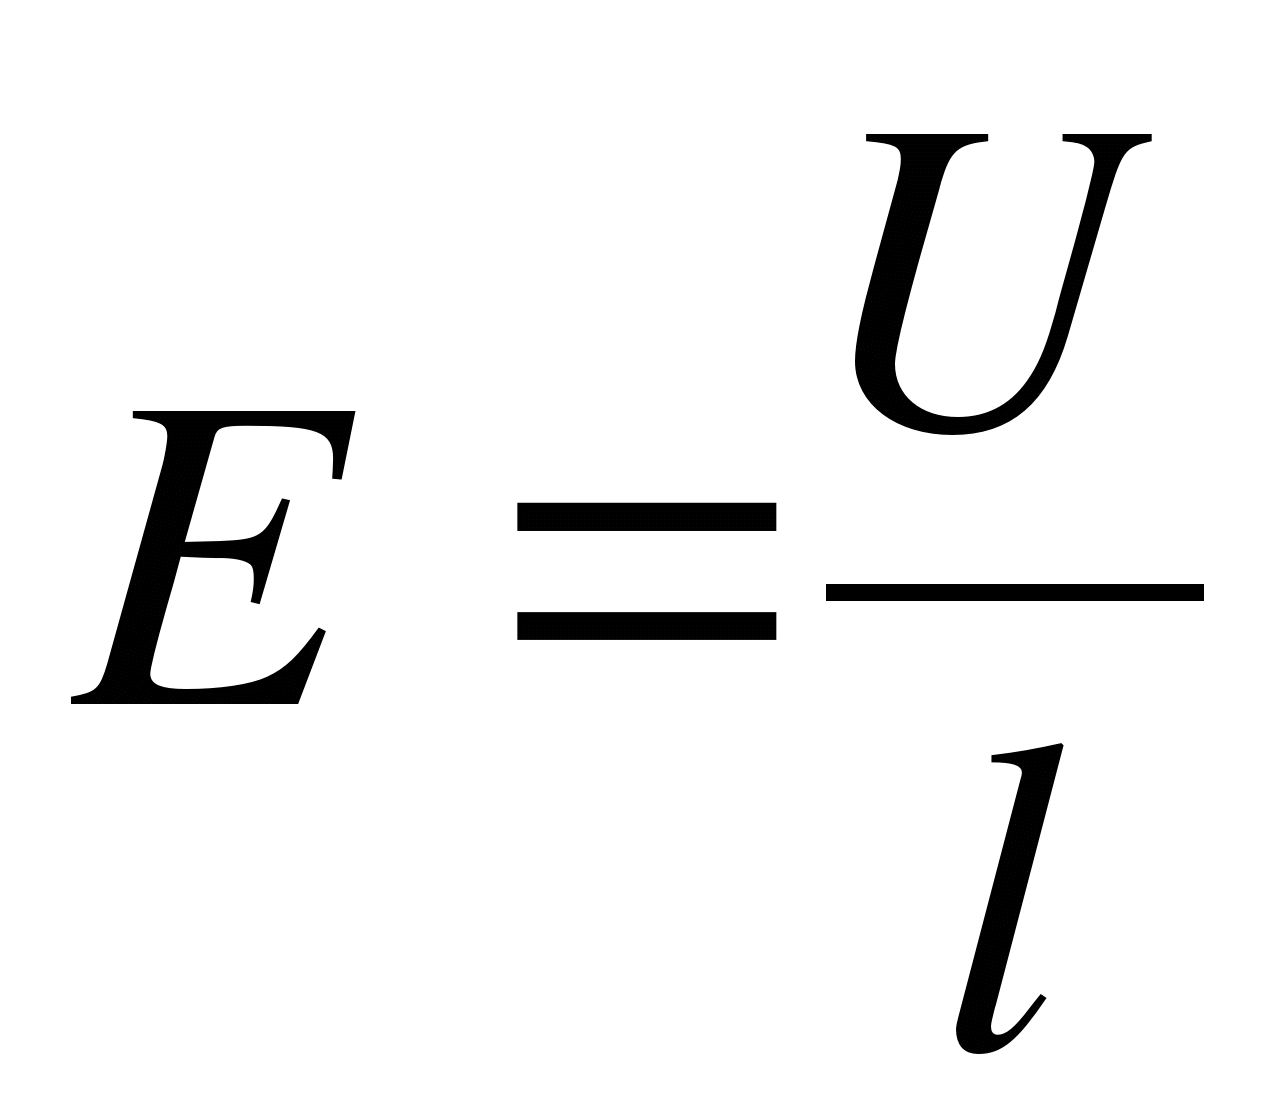 E = U/l